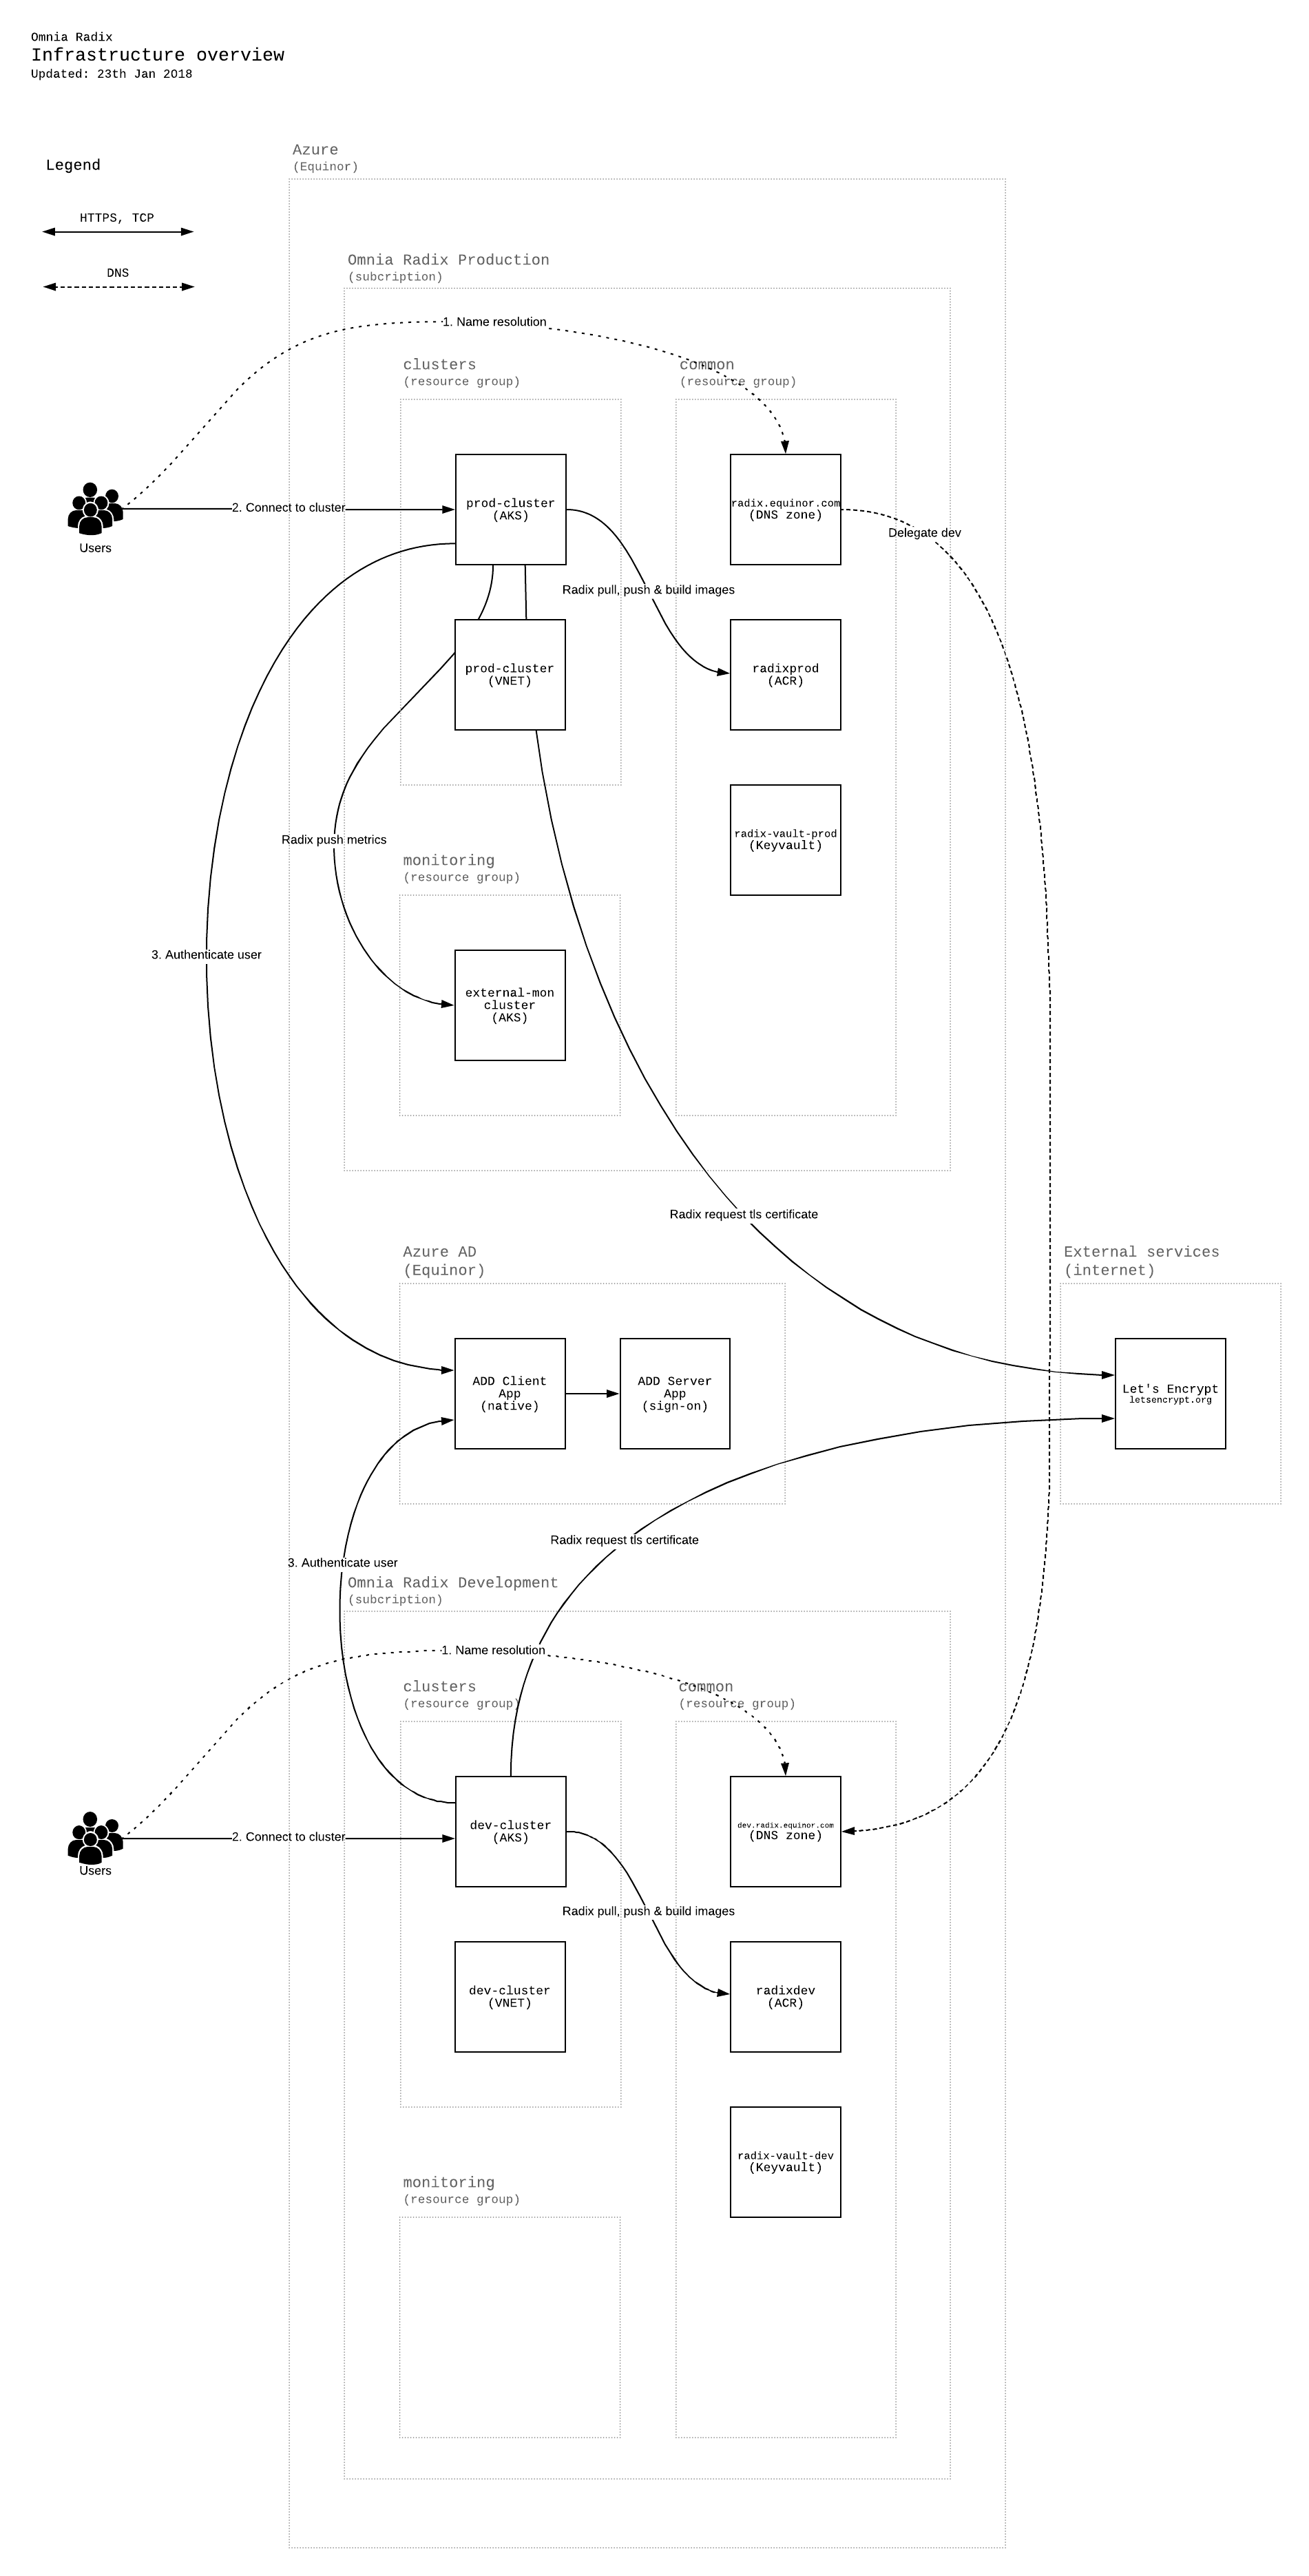 Omnia Radix
Infrastructure overview
Updated: 23th Jan 2018
Legend
HTTPS, TCP
DNS
Azure
(Equinor)
Omnia Radix Production
(subcription)
1. Name resolution
clusters
(resource group)
common
(resource group)
Users
2. Connect to cluster
prod-cluster
(AKS)
radix.equinor.com
(DNS zone)
Delegate dev
Radix pull, push & build images
prod-cluster
(VNET)
radixprod
(ACR)
radix-vault-prod
(Keyvault)
Radix push metrics
monitoring
(resource group)
3. Authenticate user
external-mon
cluster
(AKS)
Radix request tls certificate
Azure AD
(Equinor)
External services
(internet)
ADD Client
App
(native)
ADD Server
App
(sign-on)
Let's Encrypt
letsencrypt.org
Radix request tls certificate
3. Authenticate user
Omnia Radix Development
(subcription)
1. Name resolution
clusters
(resource group)
common
(resource group)
Users
2. Connect to cluster
dev-cluster
(AKS)
dev.radix.equinor.com
(DNS zone)
Radix pull, push & build images
dev-cluster
(VNET)
radixdev
(ACR)
radix-vault-dev
(Keyvault)
monitoring
(resource group)